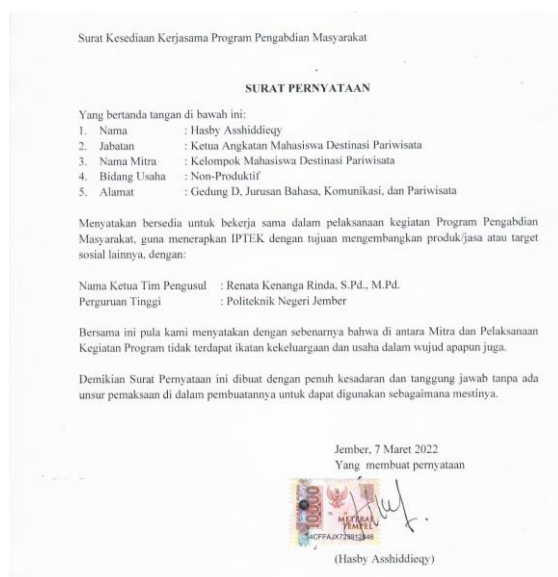 Surat Kesediaan Kerjasama Program Pengabdian Masyarakat
SURAT PERNYATAAN
Yang bertanda tangan di bawah ini:
1. Nama : Hasby Asshiddieqy
2. Jabatan : Ketua Angkatan Mahasiswa Destinasi Pariwisata
3. Nama Mitra : Kelompok Mahasiswa Destinasi Pariwisata
4. Bidang Usaha : Non-Produktif
5. Alamat : Gedung D, Jurusan Bahasa, Komunikasi, dan Pariwisata
Menyatakan bersedia untuk bekerja sama dalam pelaksanaan kegiatan Program Pengabdian
Masyarakat, guna menerapkan IPTEK dengan tujuan mengembangkan produk/jasa atau target
sosial lainnya, dengan:
Nama Ketua Tim Pengusul : Renata Kenanga Rinda, S.Pd., M.Pd.
Perguruan Tinggi : Politeknik Negeri Jember
Bersama ini pula kami menyatakan dengan sebenarnya bahwa di antara Mitra dan Pelaksanaan
Kegiatan Program tidak terdapat ikatan kekeluargaan dan usaha dalam wujud apapun juga.
Demikian Surat Pernyataan ini dibuat dengan penuh kesadaran dan tanggung jawab tanpa ada
unsur pemaksaan di dalam pembuatannya untuk dapat digunakan sebagaimana mestinya.
Jember, 7 Maret 2022
Yang membuat pernyataan
10000
METERAI
TEMPEL
(Hasby Asshiddieqy)